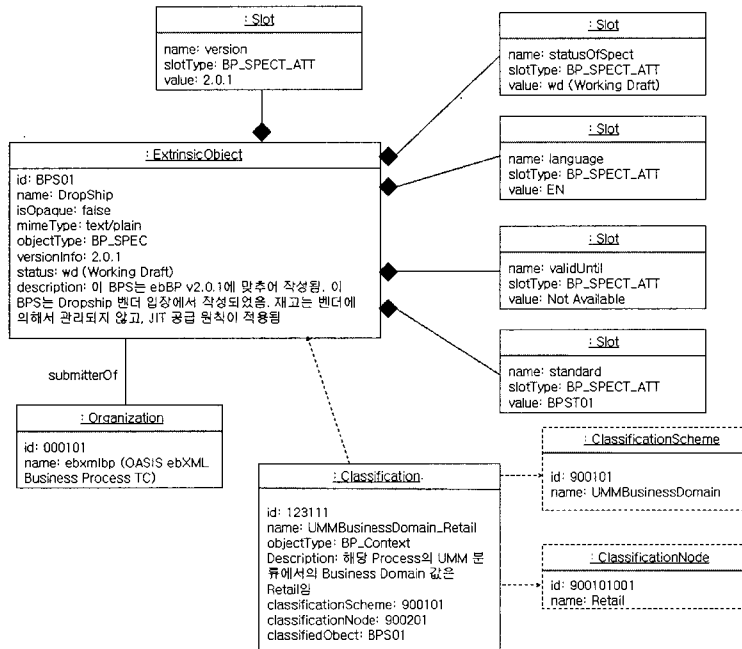 : Slot
name: version
slotType: BP_SPECT_ATT
value: 2.0.1
: Slot
name: statusOfSpect
slotType: BP_SPECT_ATT
value: wd (Working Draft)
: ExtrinsicObject
id: BPS01
name: DropShip
isOpaque: false
mimeType: text/plain
objectType: BP_SPEC
versionInfo: 2.0.1
status: wd (Working Draft)
description: 이 BPS는 ebBP v2.0.1에 맞추어 작성됨. 이
BPS는 Dropship 벤더 입장에서 작성되었음. 재고는 벤더에
의해서 관리되지 않고, JIT 공급 원칙이 적용됨
: Slot
name: language
slotType: BP_SPECT_ATT
value: EN
: Slot
name: validUntil
slotType: BP_SPECT_ATT
value: Not Available
: Slot
name: standard
slotType: BP_SPECT_ATT
value: BPST01
submitterOf
: Organization
id: 000101
name: ebxmlbp (OASIS ebXML
Business Process TC)
: Classification
id: 123111
name: UMMBusinessDomain_Retail
objectType: BP_Context
Description: 해당 Process의 UMM 분
류에서의 Business Domain 값은
Retail임
classificationScheme: 900101
classificationNode: 900201
classifiedObect: BPS01
: ClassificationScheme
id: 900101
name: UMMBusinessDomain
: ClassificationNode
id: 900101001
name: Retail